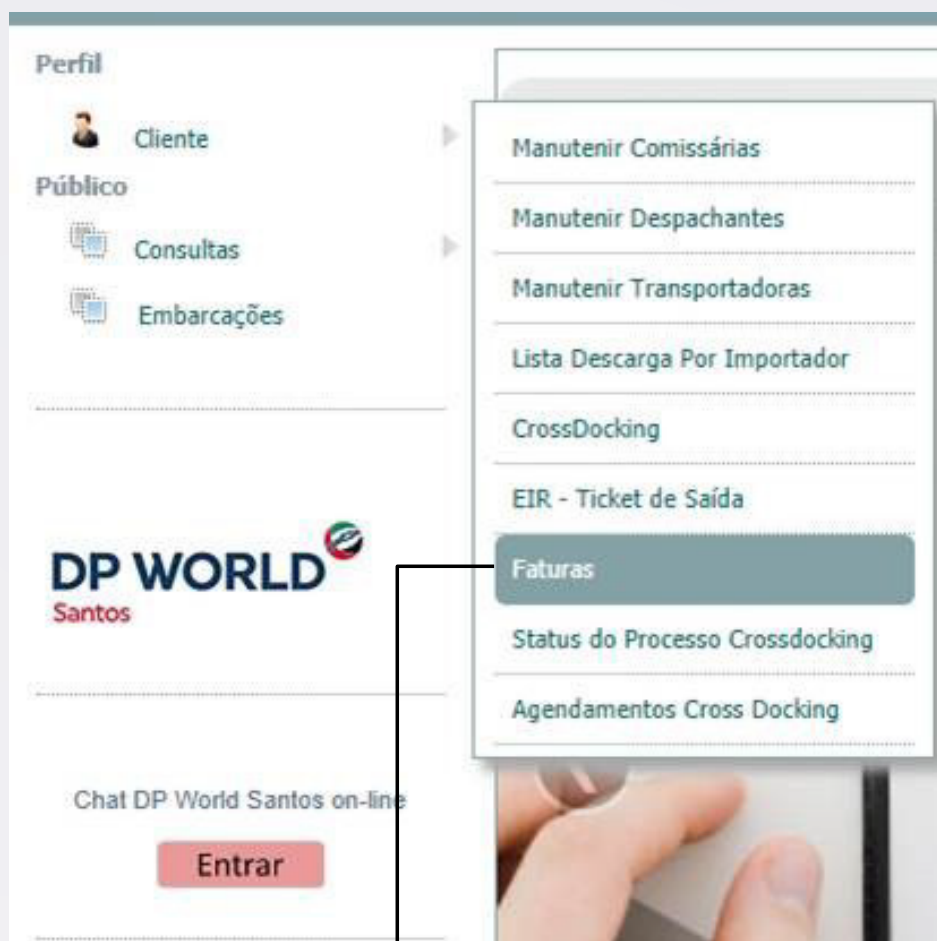 Perfil
Cliente
Público
Consultas
Embarcações
DP WORLD
Santos
Chat DP World Santos on-line
Entrar
Manutenir Comissárias
Manutenir Despachantes
Manutenir Transportadoras
Lista Descarga Por Importador
CrossDocking
EIR - Ticket de Saída
Faturas
Status do Processo Crossdocking
Agendamentos Cross Docking